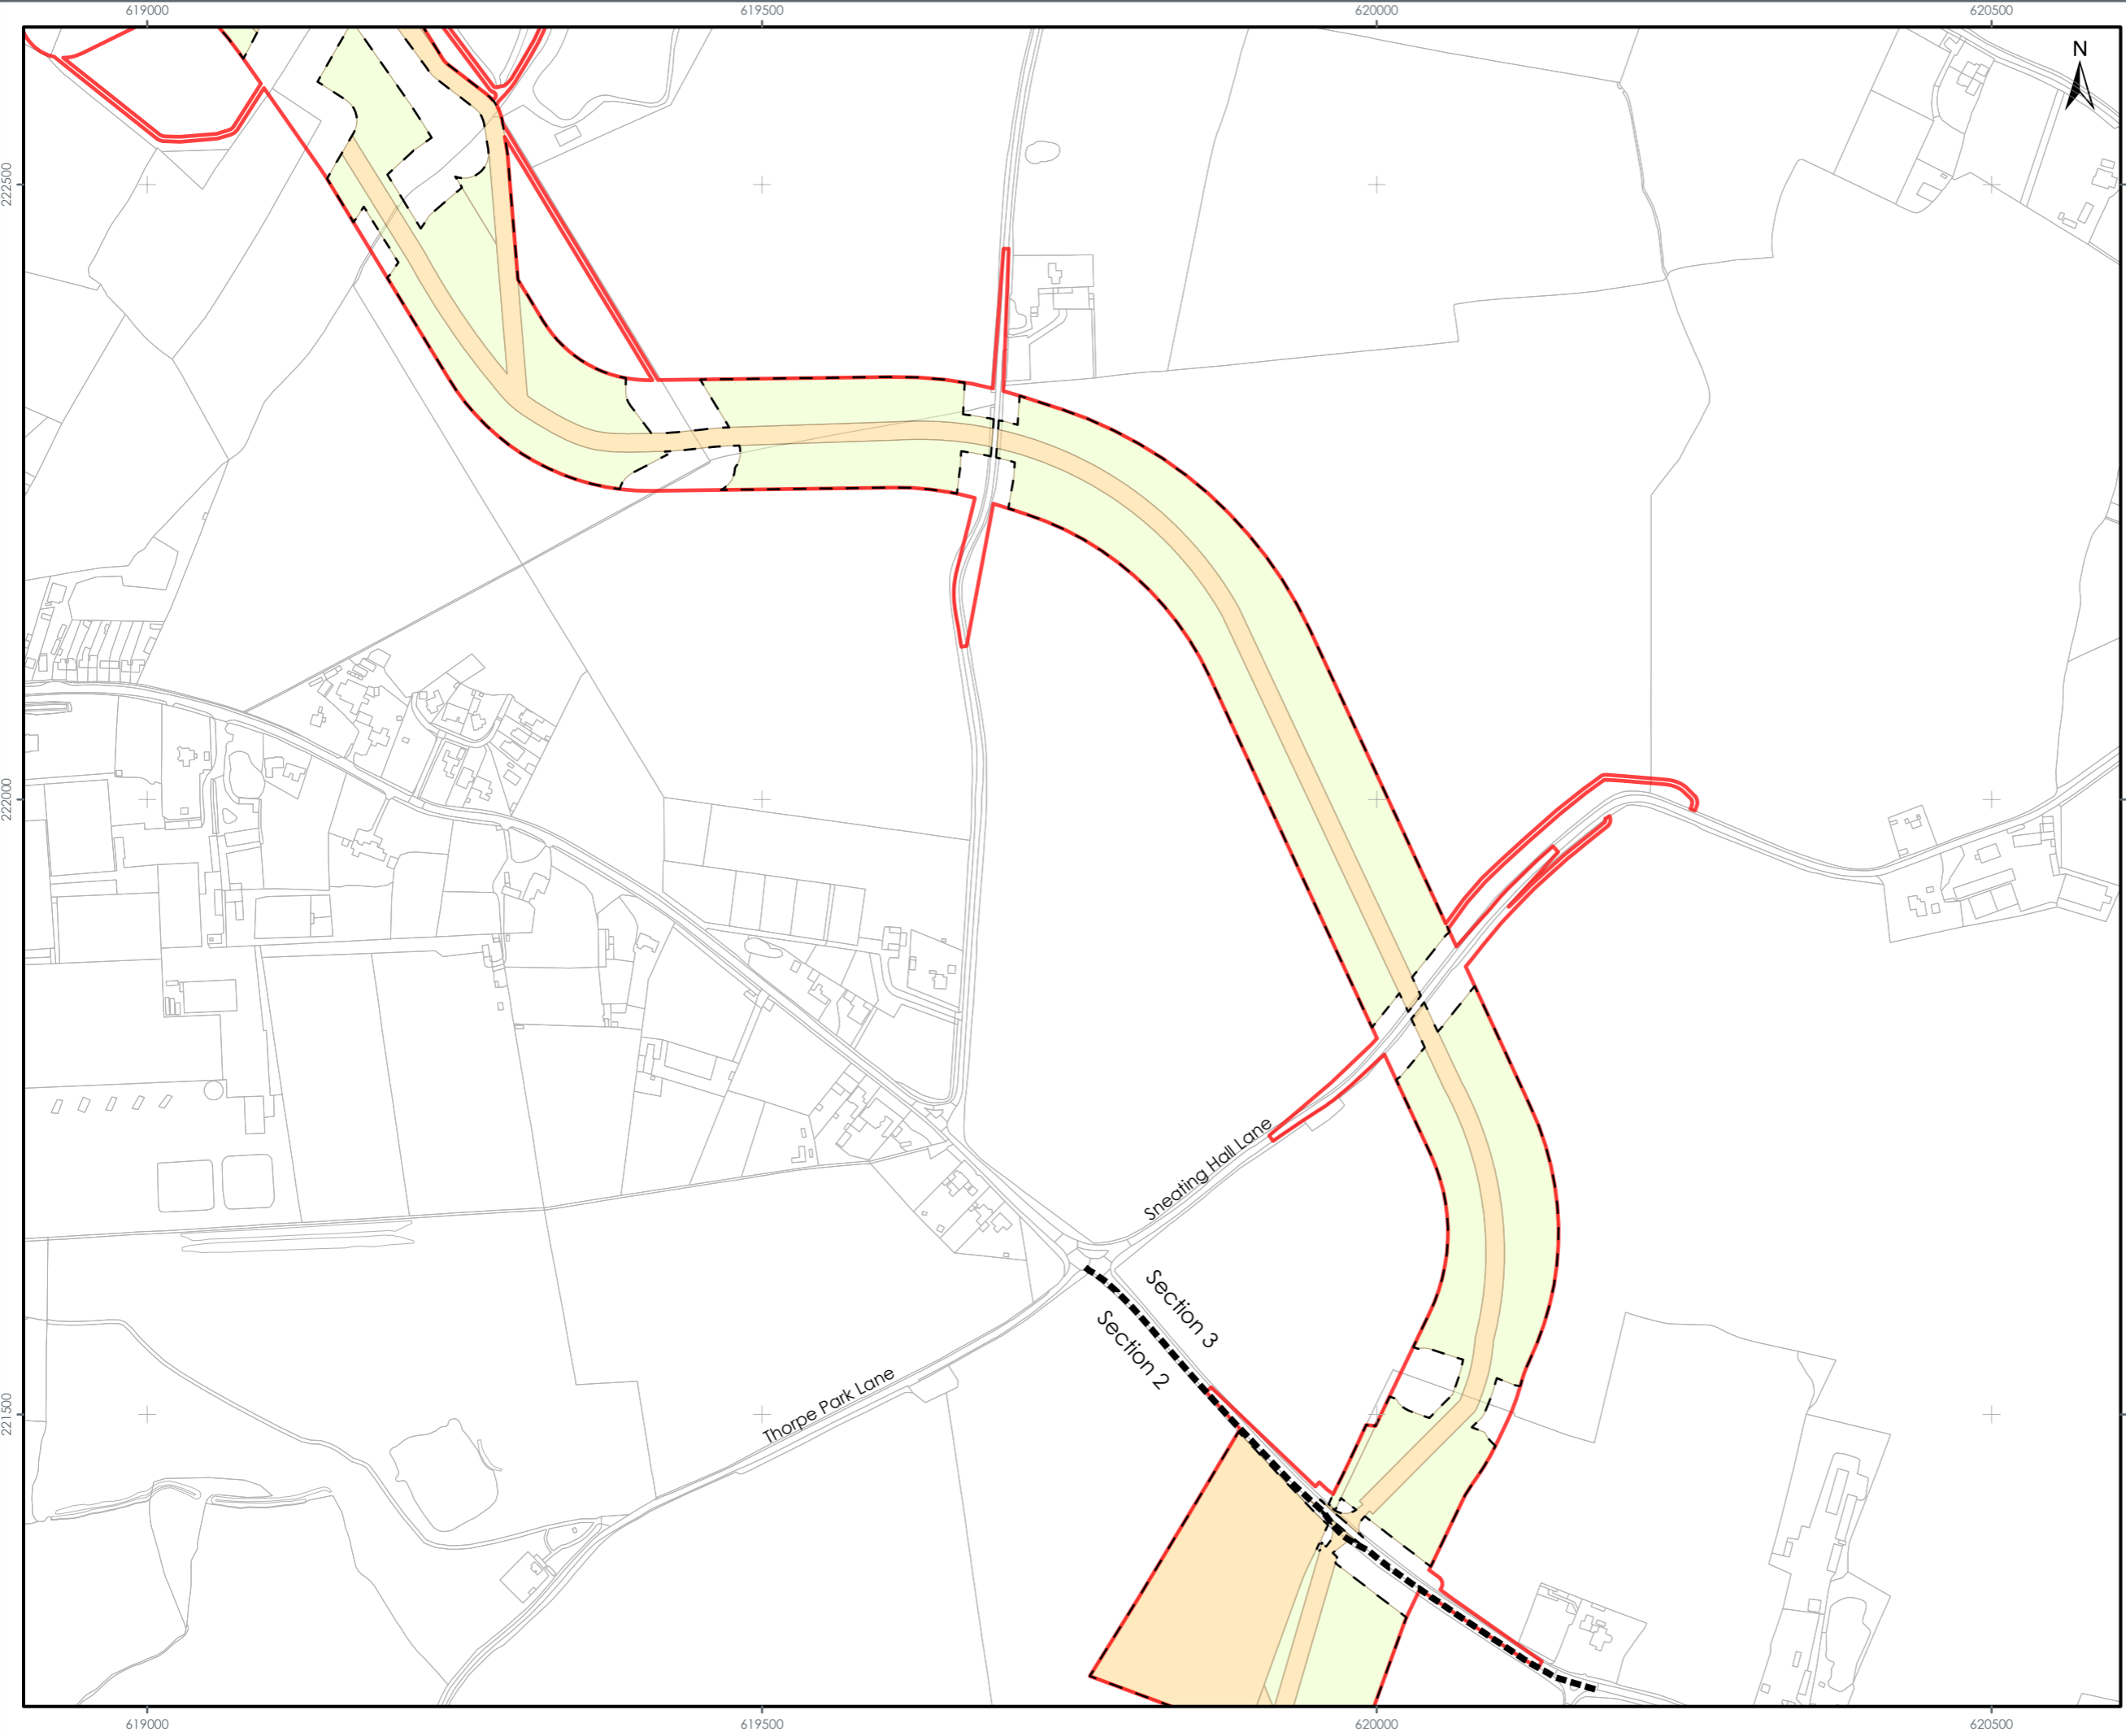 619000 619500 620000 620500
N
222500
222000
Sneating Hall Lane
Section 3
Section 2
Thorpe Park Lane
221500
619000 619500 620000 620500